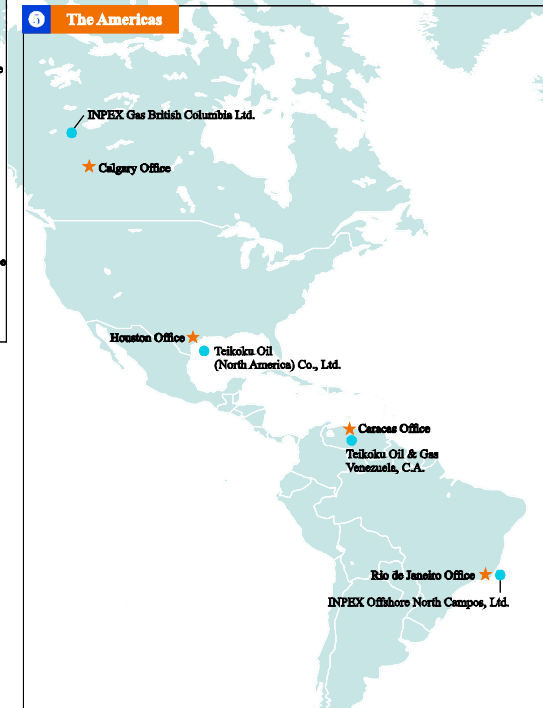 5 The Americas
INPEX Gas British Columbia Ltd.
Calgary Office
Houston Office
Teikoku Oil
(North America) Co., Ltd.
Caracas Office
Teikoku Oil & Gas
Venezuela, C.A.
Rio de Janeiro Office
INPEX Offshore North Campos, Ltd.